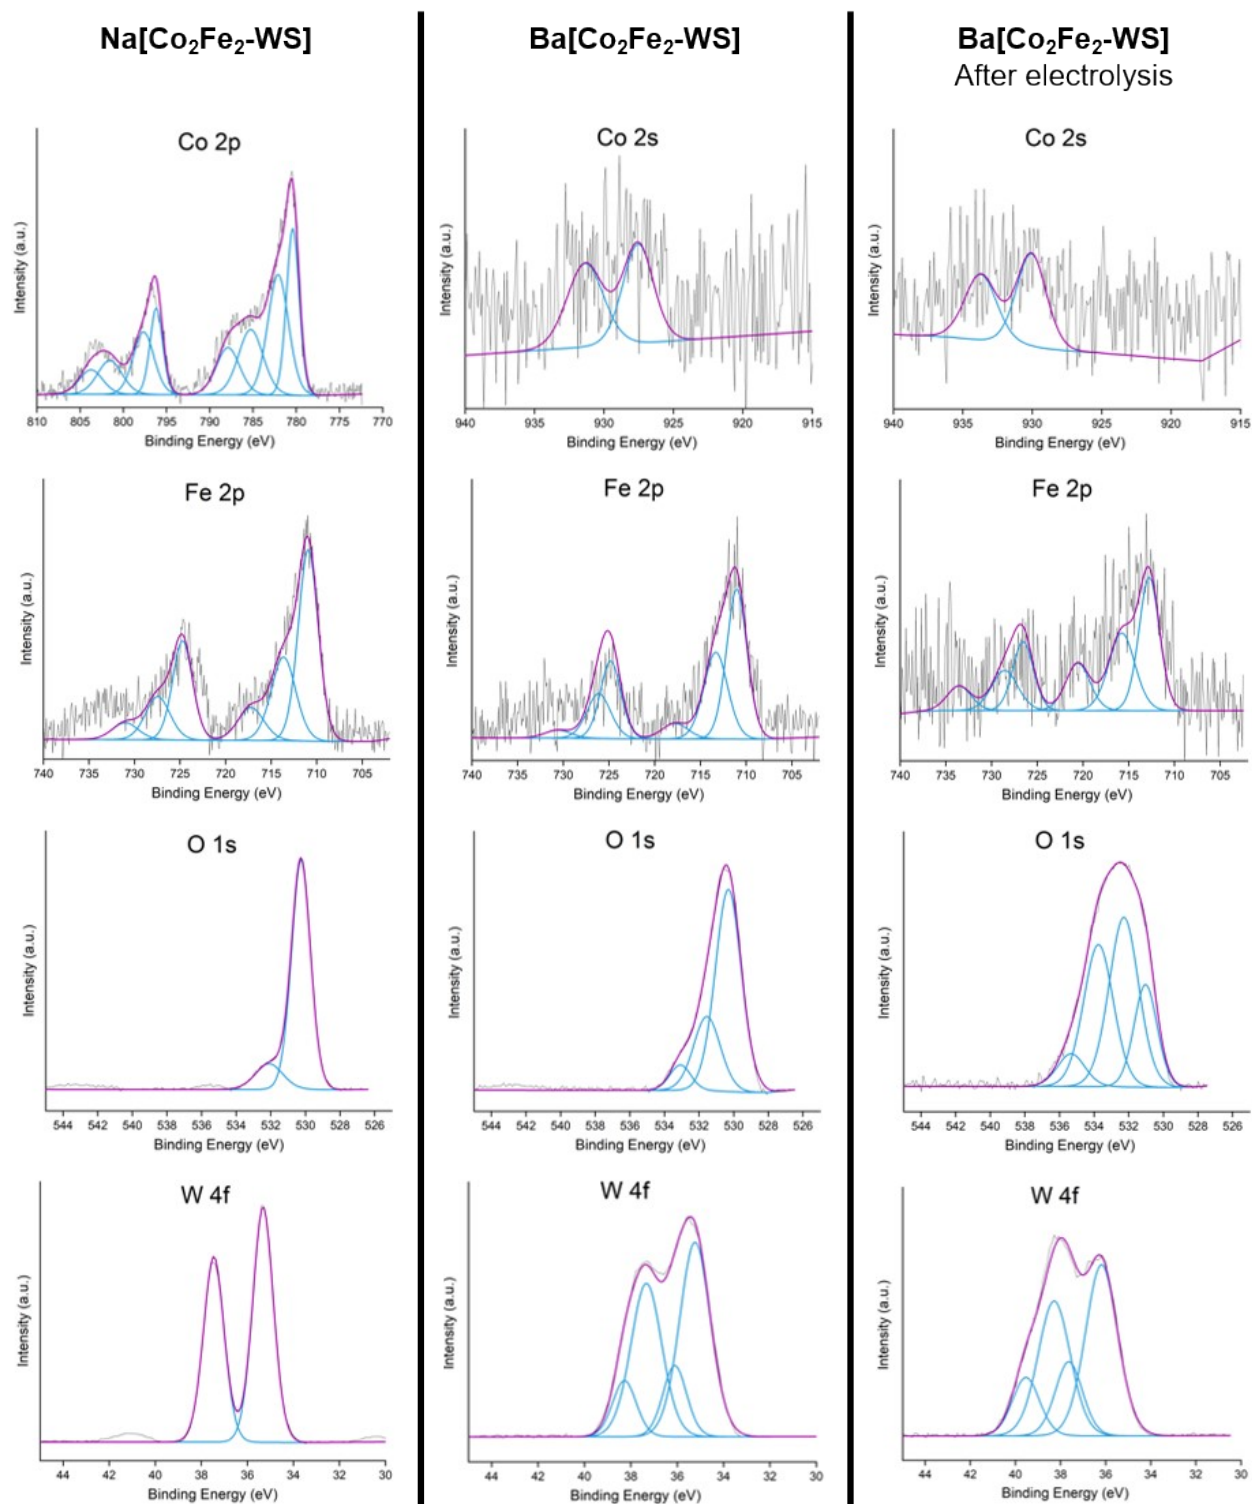 Na[Co₂Fe₂-WS]
Ba[Co₂Fe₂-WS]
Ba[Co₂Fe₂-WS]
After electrolysis
Co 2p
Intensity (a.u.)
810 805 800 795 790 785 780 775 770
Binding Energy (eV)
Co 2s
Intensity (a.u.)
940 935 930 925 920 915
Binding Energy (eV)
Co 2s
Intensity (a.u.)
940 935 930 925 920 915
Binding Energy (eV)
Fe 2p
Intensity (a.u.)
740 735 730 725 720 715 710 705
Binding Energy (eV)
Fe 2p
Intensity (a.u.)
740 735 730 725 720 715 710 705
Binding Energy (eV)
Fe 2p
Intensity (a.u.)
740 735 730 725 720 715 710 705
Binding Energy (eV)
O 1s
Intensity (a.u.)
544 542 540 538 536 534 532 530 528 526
Binding Energy (eV)
O 1s
Intensity (a.u.)
544 542 540 538 536 534 532 530 528 526
Binding Energy (eV)
O 1s
Intensity (a.u.)
544 542 540 538 536 534 532 530 528 526
Binding Energy (eV)
W 4f
Intensity (a.u.)
44 42 40 38 36 34 32 30
Binding Energy (eV)
W 4f
Intensity (a.u.)
44 42 40 38 36 34 32 30
Binding Energy (eV)
W 4f
Intensity (a.u.)
44 42 40 38 36 34 32 30
Binding Energy (eV)